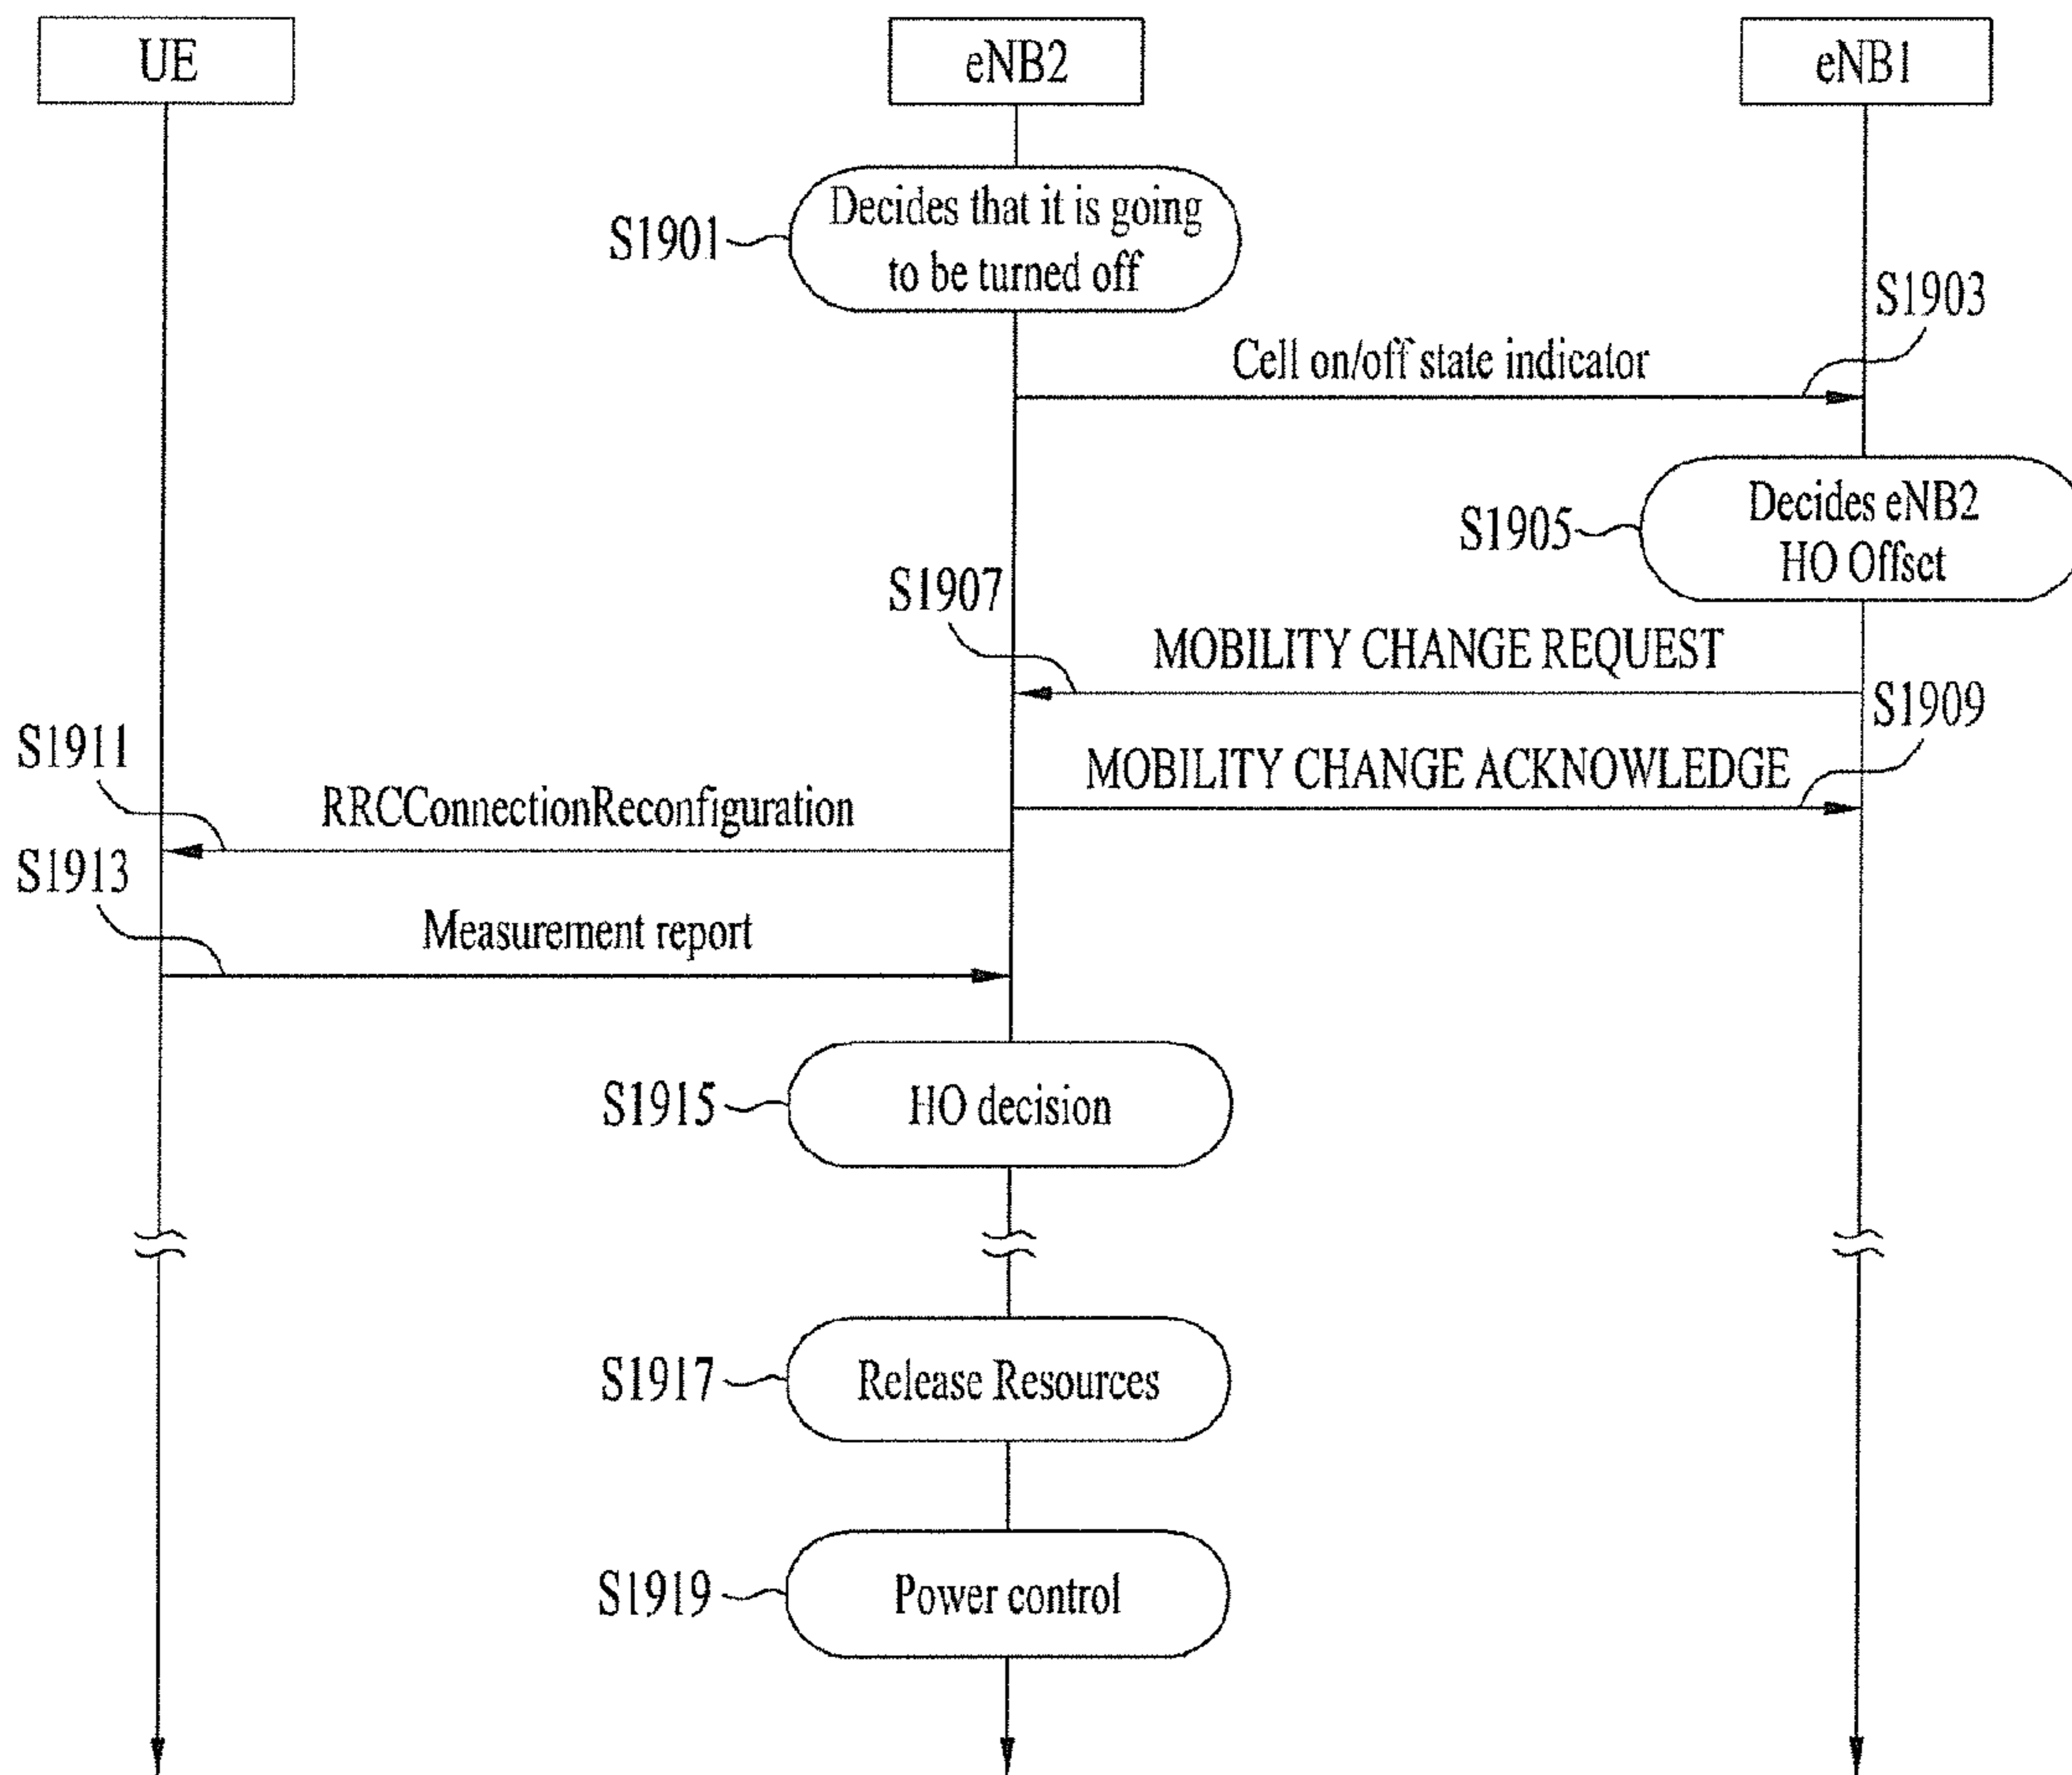 UE
eNB2
eNB1
Decides that it is going
to be turned off
S1901
S1903
Cell on/off state indicator
Decides eNB2
HO Offset
S1905
S1907
MOBILITY CHANGE REQUEST
S1909
MOBILITY CHANGE ACKNOWLEDGE
S1911
RRCConnectionReconfiguration
S1913
Measurement report
S1915
HO decision
S1917
Release Resources
S1919
Power control